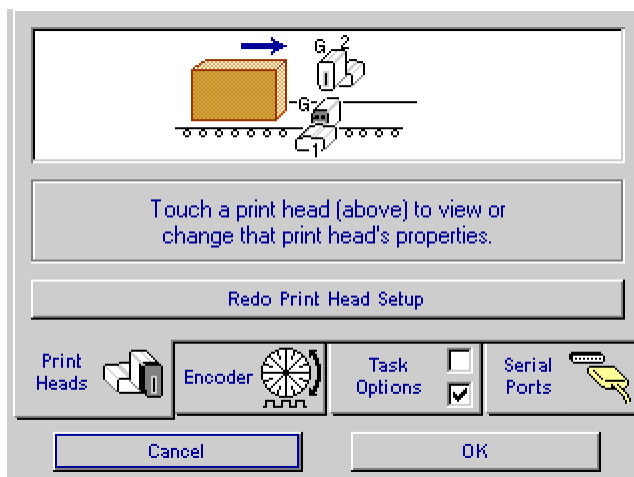 G 2
G
1
Touch a print head (above) to view or
change that print head's properties.
Redo Print Head Setup
Print
Heads
Encoder
Task
Options
Serial
Ports
Cancel
OK